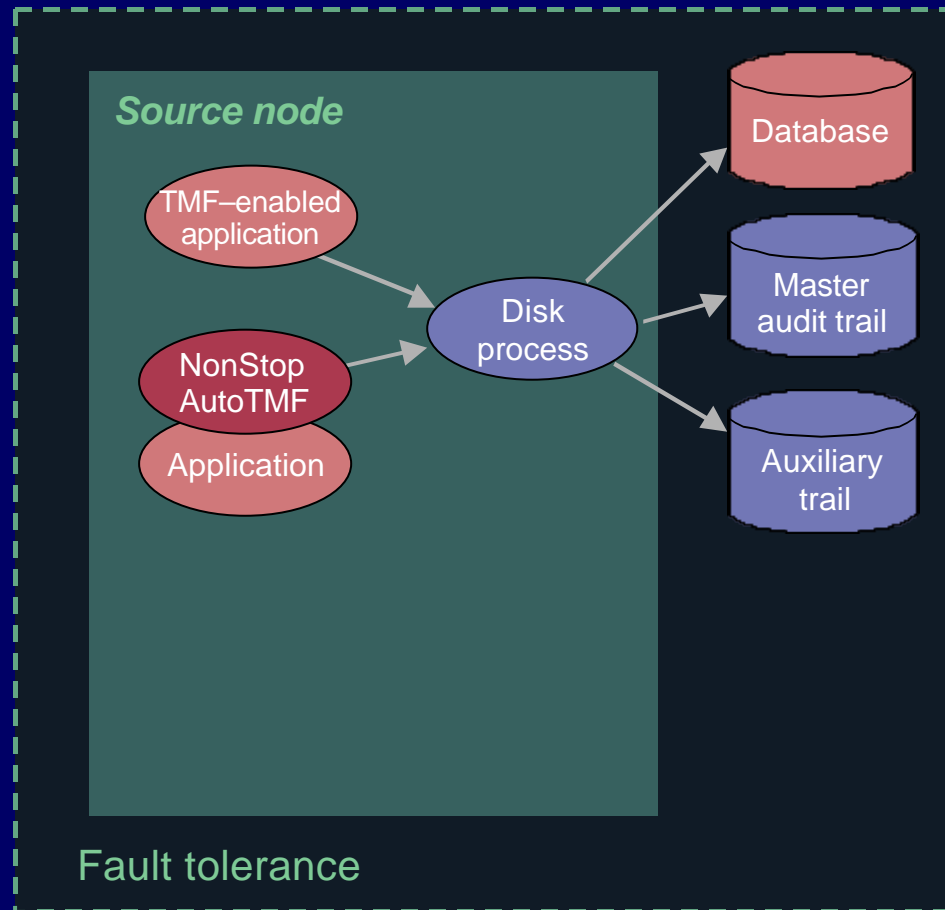 Source node
TMF–enabled
application
NonStop
AutoTMF
Application
Disk
process
Database
Master
audit trail
Auxiliary
trail
Fault tolerance